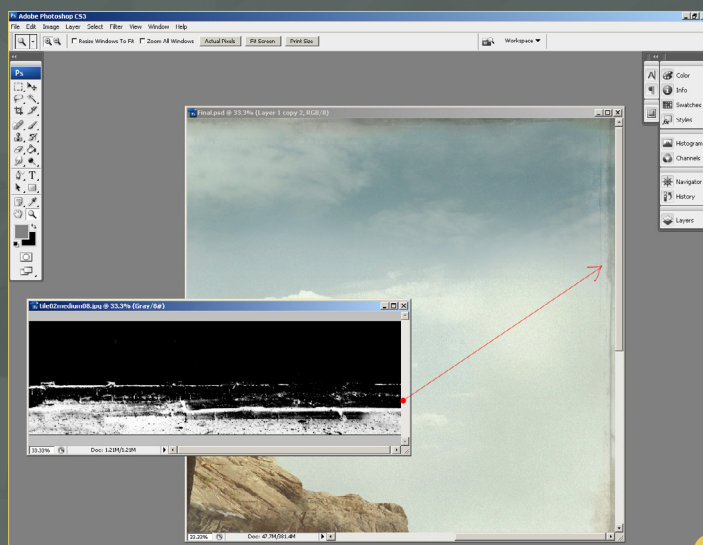 Adobe Photoshop CS3
File Edit Image Layer Select Filter View Window Help
Resize Windows To Fit Zoom All Windows Actual Pixels Fit Screen Print Size Workspace ▼
Ps
Final.psd @ 33.3% (Layer 1 copy 2, RGB/8)
A Color
¶ Info
Swatches
Styles
Histogram
Channels
Navigator
History
Layers
T
tile02medium08.jpg @ 33.3% (Gray/8#)
33.33% Doc: 1.21M/1.21M
33.33% Doc: 47.7M/381.4M